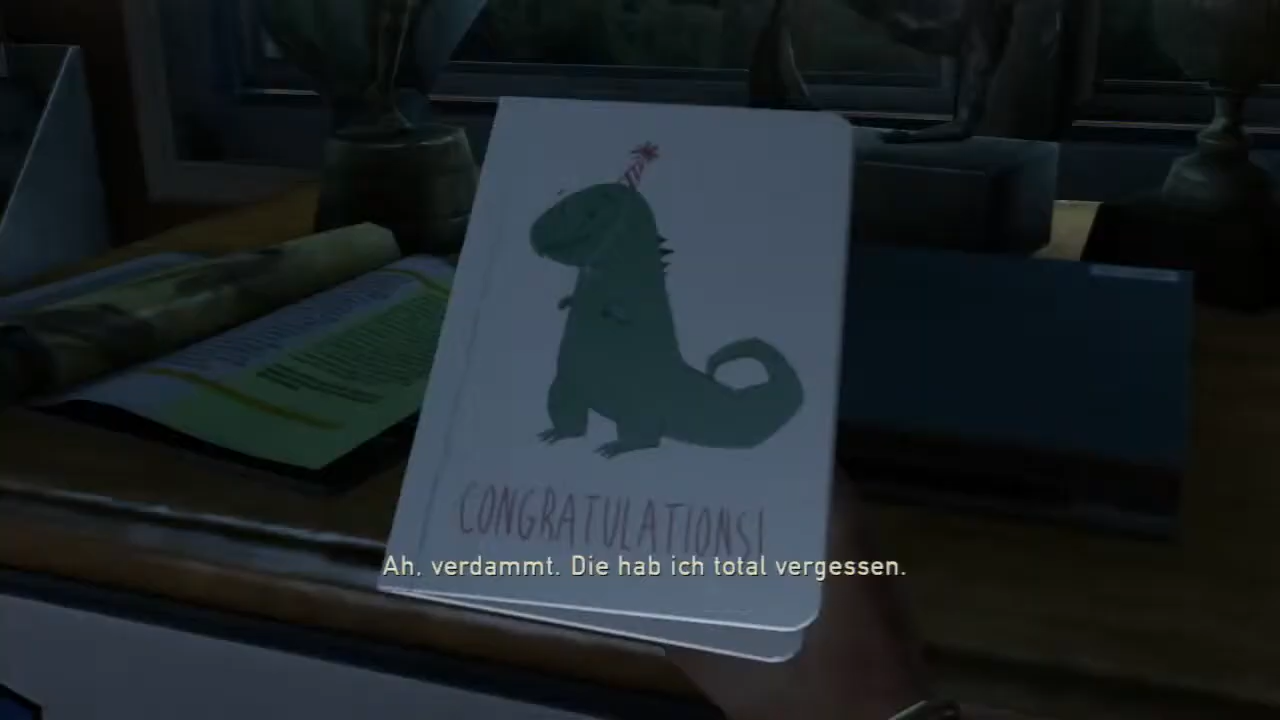 CONGRATULATIONS!
Ah, verdammt. Die hab ich total vergessen.